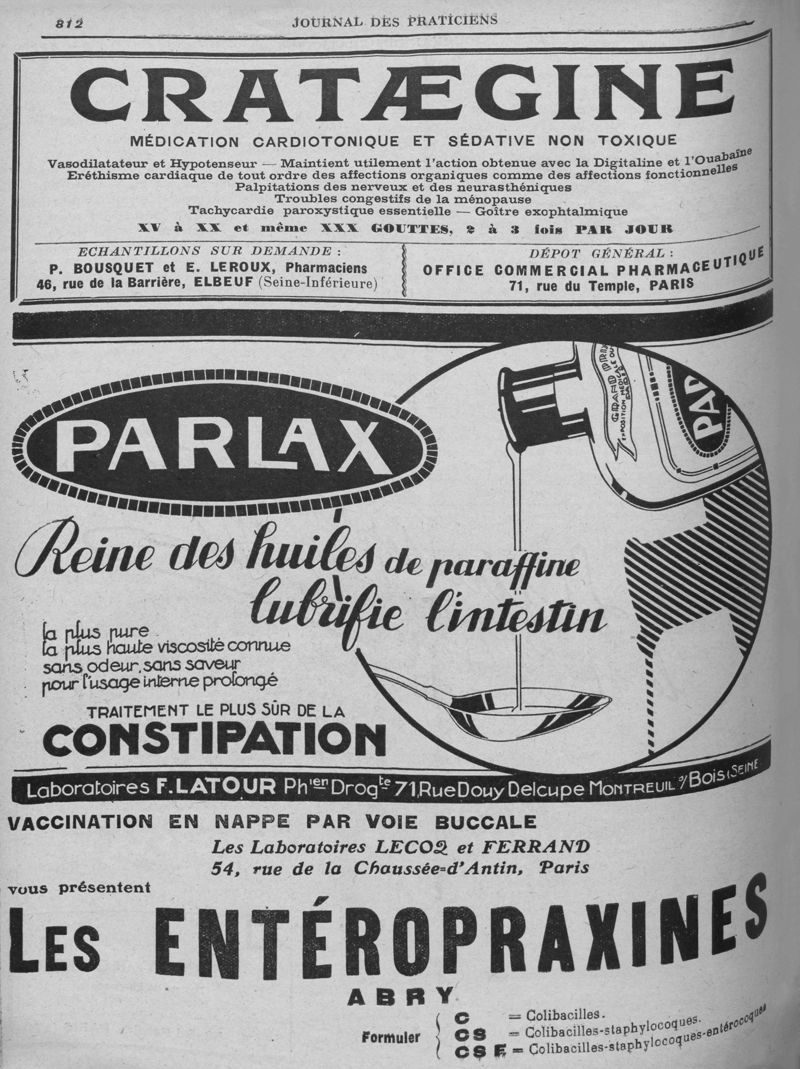 812
JOURNAL DES PRATICIENS
CRATÆGINE
MÉDICATION CARDIOTONIQUE ET SÉDATIVE NON TOXIQUE
Vasodilatateur et Hypotenseur — Maintient utilement l'action obtenue avec la Digitaline et l'Ouabaïne
Eréthisme cardiaque de tout ordre des affections organiques comme des affections fonctionnelles
Palpitations des nerveux et des neurasthéniques
Troubles congestifs de la ménopause
Tachycardie paroxystique essentielle — Goître exophtalmique
XV à XX et même XXX GOUTTES, 2 à 3 fois PAR JOUR
ECHANTILLONS SUR DEMANDE :
P. BOUSQUET et E. LEROUX, Pharmaciens
46, rue de la Barrière, ELBEUF (Seine-Inférieure)
DÉPOT GÉNÉRAL :
OFFICE COMMERCIAL PHARMACEUTIQUE
71, rue du Temple, PARIS
PARLAX
GRAND PRIX
EXPOSITION MEDICALE
PAR
Reine des huiles de paraffine
lubrifie l'intestin
la plus pure
la plus haute viscosité connue
sans odeur, sans saveur
pour l'usage interne prolongé
TRAITEMENT LE PLUS SÛR DE LA
CONSTIPATION
Laboratoires F. LATOUR Phien Drogte 71, Rue Douy Delcupe MONTREUIL s/ Bois (SEINE
VACCINATION EN NAPPE PAR VOIE BUCCALE
Les Laboratoires LECOQ et FERRAND
54, rue de la Chaussée=d'Antin, Paris
vous présentent
LES ENTÉROPRAXINES
ABRY
Formuler
C = Colibacilles.
CS = Colibacilles-staphylocoques.
CSE = Colibacilles-staphylocoques-entérocoques